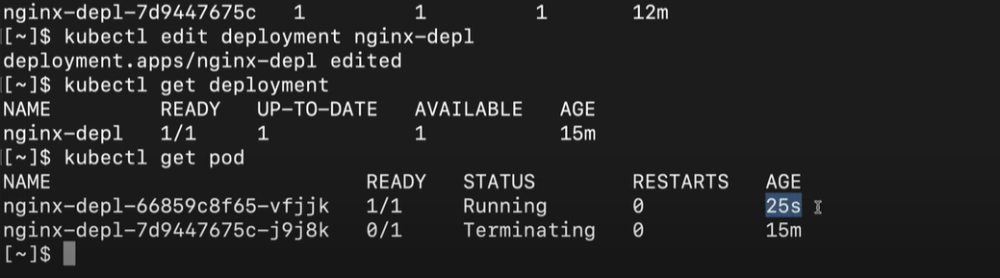 nginx-depl-7d9447675c   1         1         1       12m
[~]$ kubectl edit deployment nginx-depl
deployment.apps/nginx-depl edited
[~]$ kubectl get deployment
NAME         READY   UP-TO-DATE   AVAILABLE   AGE
nginx-depl   1/1     1            1           15m
[~]$ kubectl get pod
NAME                          READY   STATUS        RESTARTS   AGE
nginx-depl-66859c8f65-vfjjk   1/1     Running       0          25s
nginx-depl-7d9447675c-j9j8k   0/1     Terminating   0          15m
[~]$